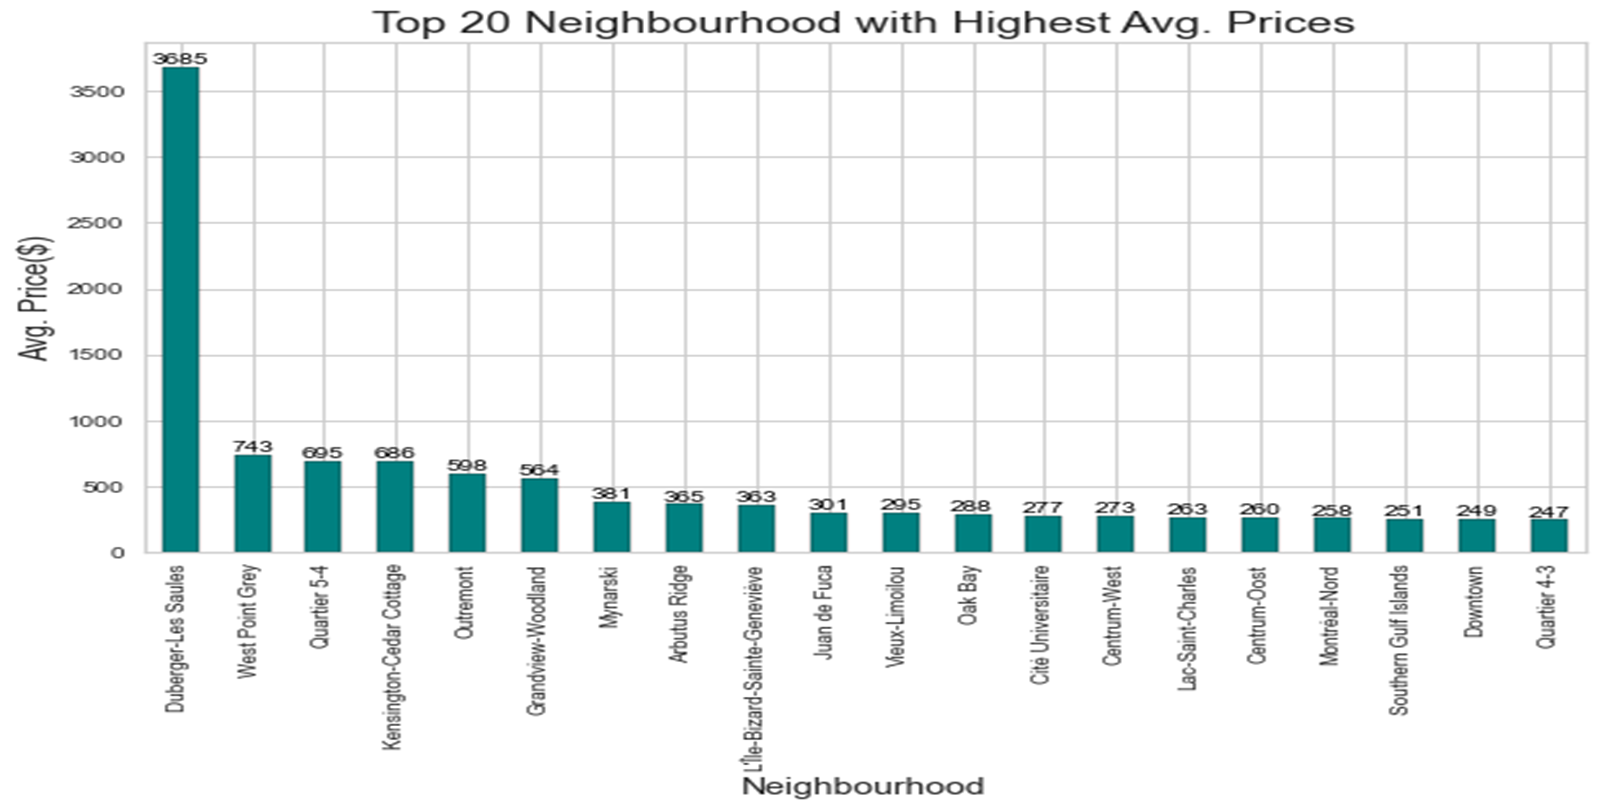 Top 20 Neighbourhood with Highest Avg. Prices
Avg. Price($)
3500
3000
2500
2000
1500
1000
500
0
3685
743
695
686
598
564
381
365
363
301
295
288
277
273
263
260
258
251
249
247
Duberger-Les Saules
West Point Grey
Quartier 5-4
Kensington-Cedar Cottage
Outremont
Grandview-Woodland
Mynarski
Arbutus Ridge
L'Île-Bizard-Sainte-Geneviève
Juan de Fuca
Vieux-Limoilou
Oak Bay
Cité Universitaire
Centrum-West
Lac-Saint-Charles
Centrum-Oost
Montréal-Nord
Southern Gulf Islands
Downtown
Quartier 4-3
Neighbourhood